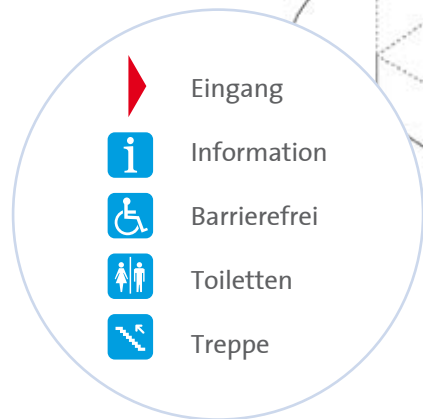 Eingang
i Information
Barrierefrei
Toiletten
Treppe